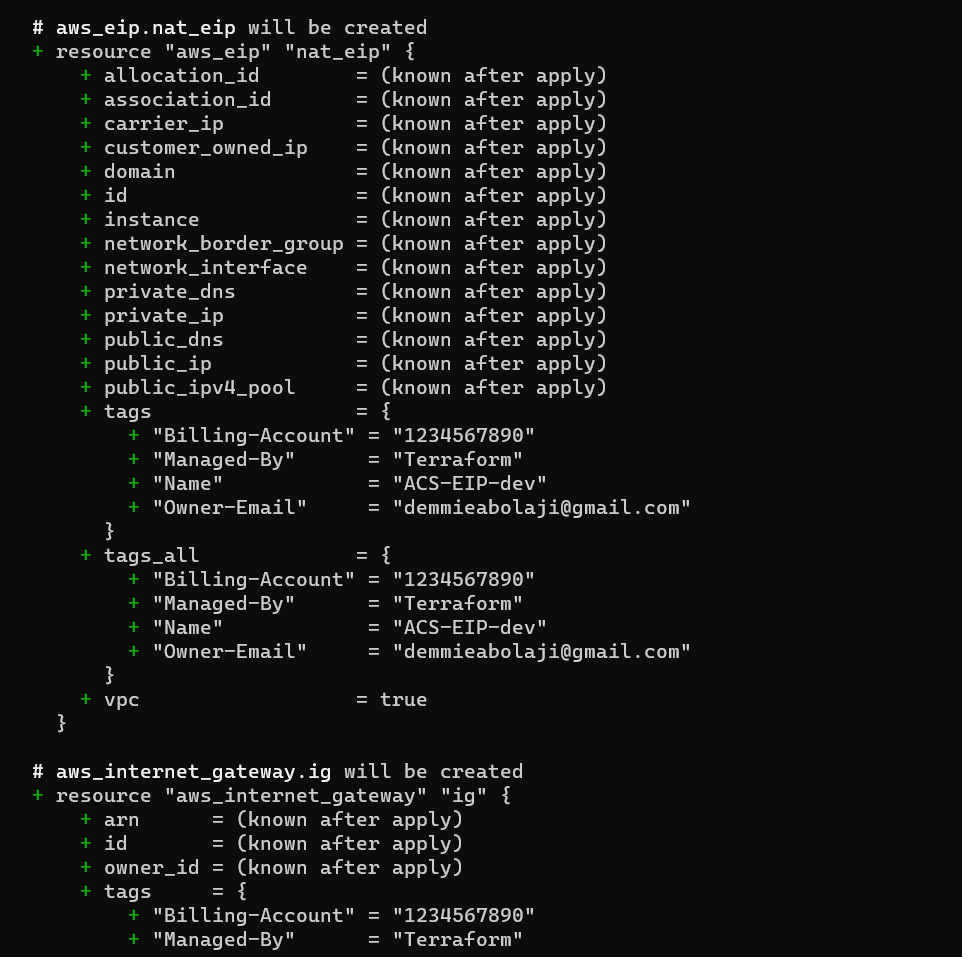 # aws_eip.nat_eip will be created
+ resource "aws_eip" "nat_eip" {
    + allocation_id        = (known after apply)
    + association_id       = (known after apply)
    + carrier_ip           = (known after apply)
    + customer_owned_ip    = (known after apply)
    + domain               = (known after apply)
    + id                   = (known after apply)
    + instance             = (known after apply)
    + network_border_group = (known after apply)
    + network_interface    = (known after apply)
    + private_dns          = (known after apply)
    + private_ip           = (known after apply)
    + public_dns           = (known after apply)
    + public_ip            = (known after apply)
    + public_ipv4_pool     = (known after apply)
    + tags                 = {
        + "Billing-Account" = "1234567890"
        + "Managed-By"      = "Terraform"
        + "Name"            = "ACS-EIP-dev"
        + "Owner-Email"     = "demmieabolaji@gmail.com"
      }
    + tags_all             = {
        + "Billing-Account" = "1234567890"
        + "Managed-By"      = "Terraform"
        + "Name"            = "ACS-EIP-dev"
        + "Owner-Email"     = "demmieabolaji@gmail.com"
      }
    + vpc                  = true
  }
# aws_internet_gateway.ig will be created
+ resource "aws_internet_gateway" "ig" {
    + arn      = (known after apply)
    + id       = (known after apply)
    + owner_id = (known after apply)
    + tags     = {
        + "Billing-Account" = "1234567890"
        + "Managed-By"      = "Terraform"